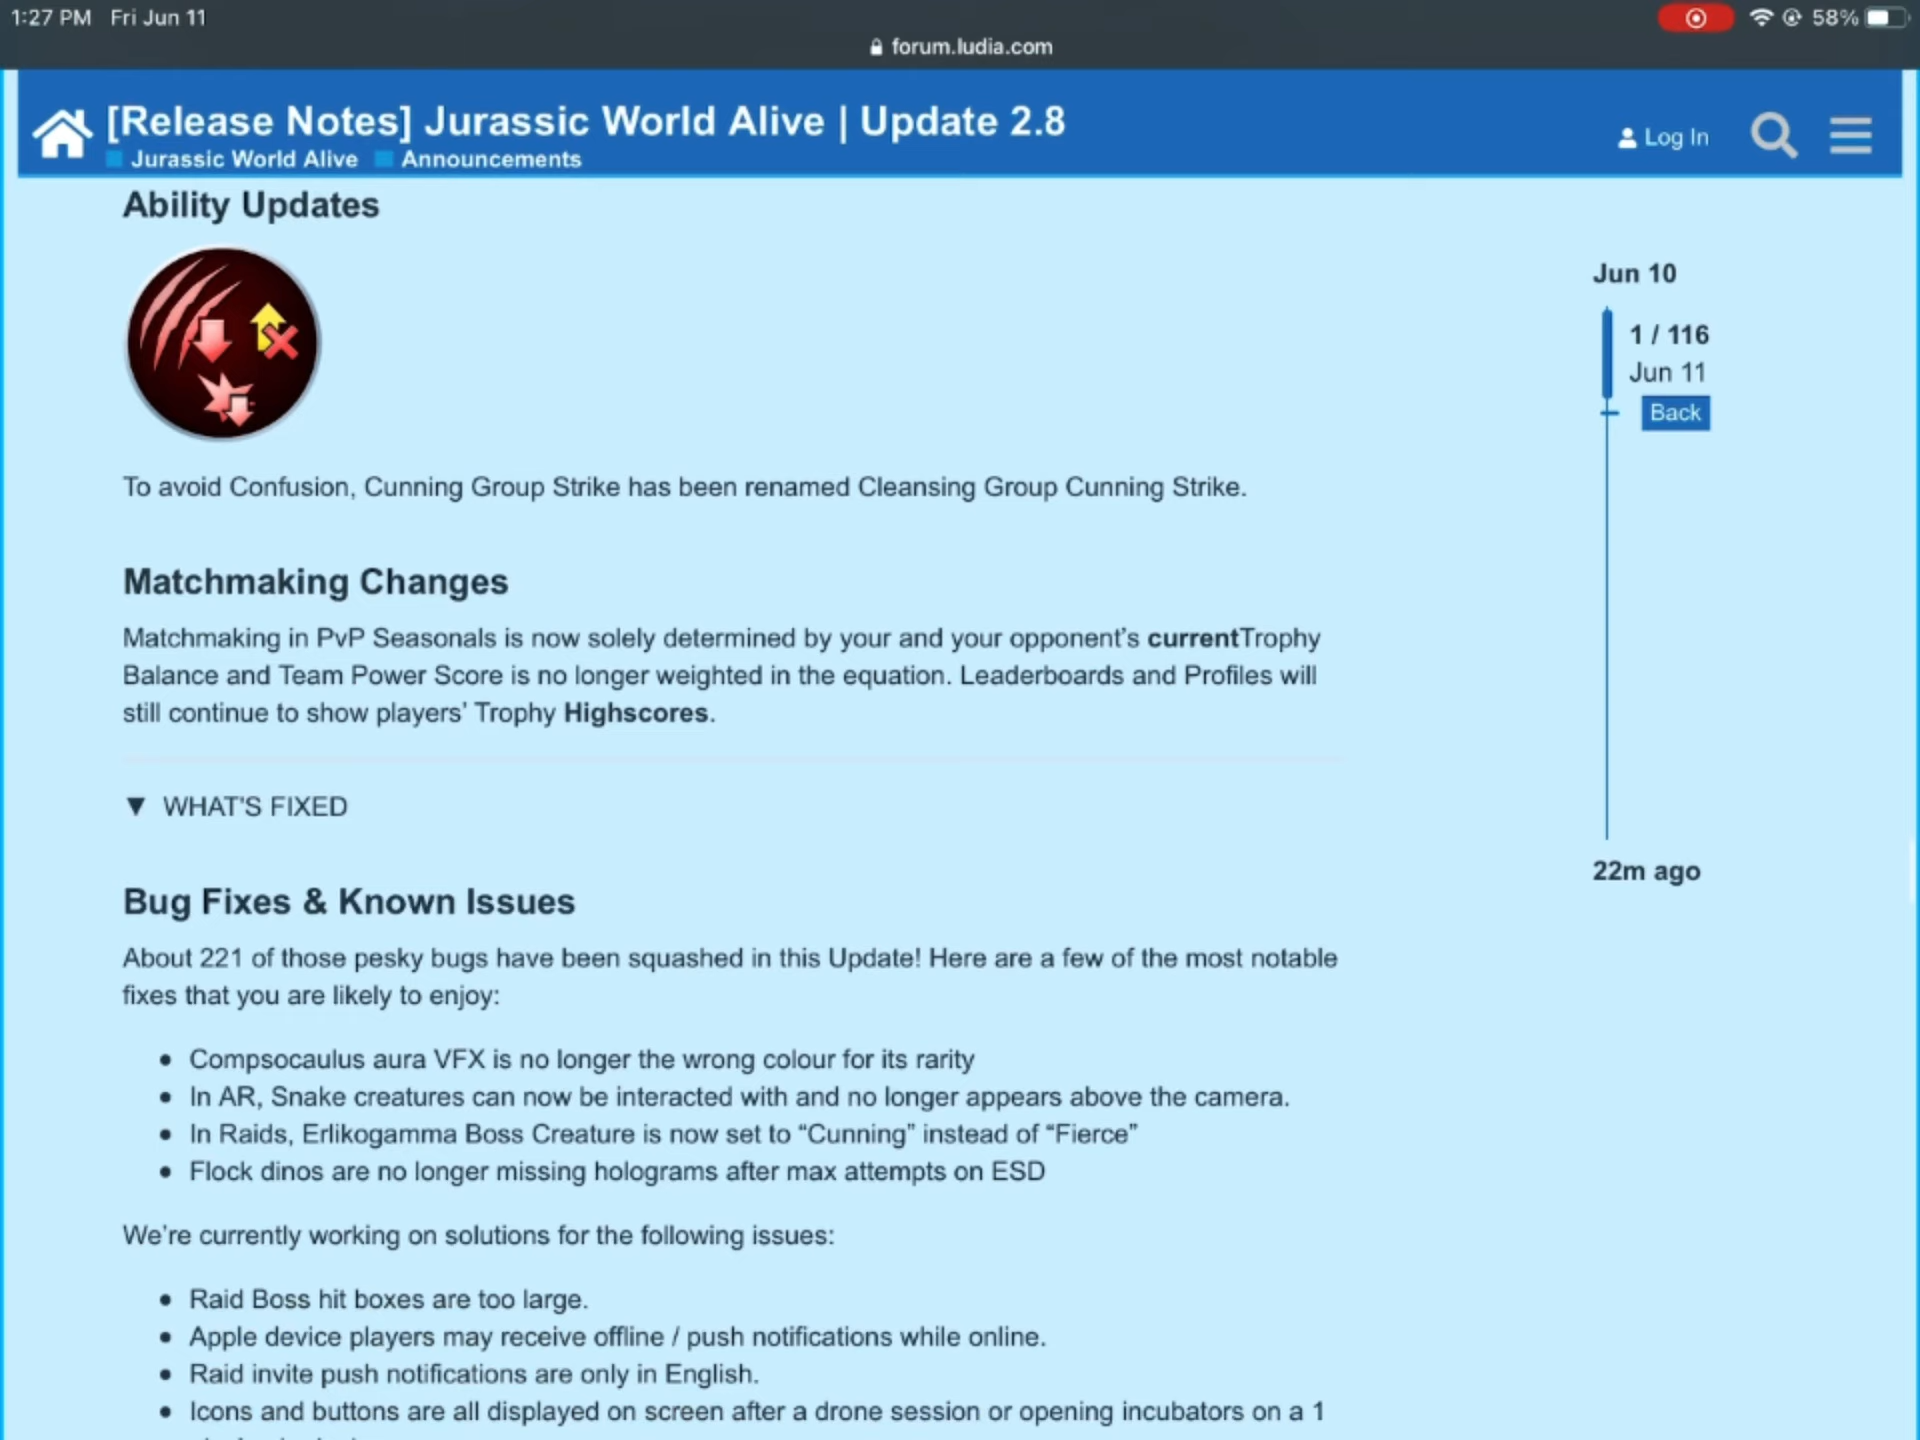 1:27 PM Fri Jun 11
58%
forum.ludia.com
[Release Notes] Jurassic World Alive | Update 2.8
Jurassic World Alive Announcements
Log In
Ability Updates
To avoid Confusion, Cunning Group Strike has been renamed Cleansing Group Cunning Strike.
Matchmaking Changes
Matchmaking in PvP Seasonals is now solely determined by your and your opponent's currentTrophy
Balance and Team Power Score is no longer weighted in the equation. Leaderboards and Profiles will
still continue to show players' Trophy Highscores.
▼ WHAT'S FIXED
Bug Fixes & Known Issues
About 221 of those pesky bugs have been squashed in this Update! Here are a few of the most notable
fixes that you are likely to enjoy:
• Compsocaulus aura VFX is no longer the wrong colour for its rarity
• In AR, Snake creatures can now be interacted with and no longer appears above the camera.
• In Raids, Erlikogamma Boss Creature is now set to “Cunning” instead of “Fierce”
• Flock dinos are no longer missing holograms after max attempts on ESD
We're currently working on solutions for the following issues:
• Raid Boss hit boxes are too large.
• Apple device players may receive offline / push notifications while online.
• Raid invite push notifications are only in English.
• Icons and buttons are all displayed on screen after a drone session or opening incubators on a 1
Jun 10
1 / 116
Jun 11
Back
22m ago